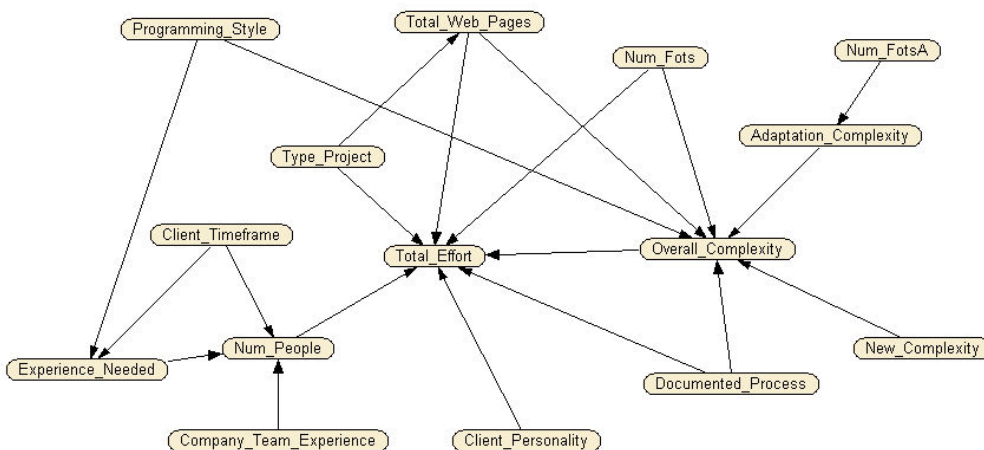 Total_Web_Pages
Programming_Style
Num_FotsA
Num_Fots
Adaptation_Complexity
Type_Project
Client_Timeframe
Overall_Complexity
Total_Effort
Num_People
New_Complexity
Experience_Needed
Documented_Process
Company_Team_Experience
Client_Personality